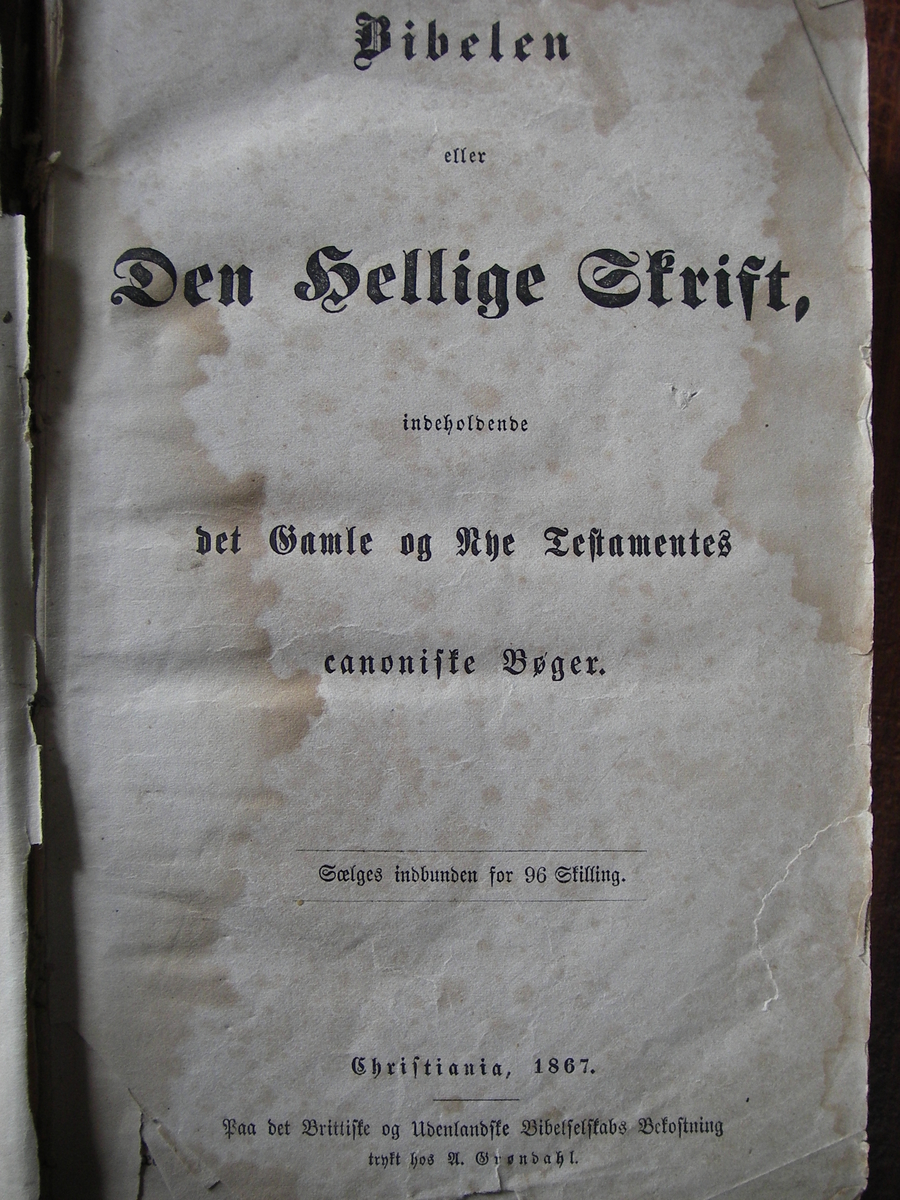 Bibelen
eller
Den Hellige Skrift,
indeholdende
det Gamle og Nye Testamentes
canoniske Bøger.
Sælges indbunden for 96 Skilling.
Christiania, 1867.
Paa det Brittiske og Udenlandske Bibelselskabs Bekostning
trykt hos A. Grøndahl.